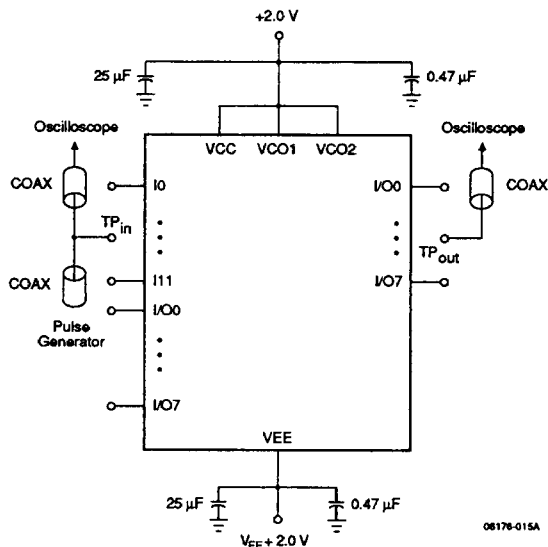 +2.0 V
25 µF
0.47 µF
Oscilloscope
Oscilloscope
VCC VCO1 VCO2
COAX
I0
I/O0
COAX
TPin
TPout
COAX
I11
I/O7
I/O0
Pulse
Generator
I/O7
VEE
25 µF
0.47 µF
VEE + 2.0 V
06176-015A